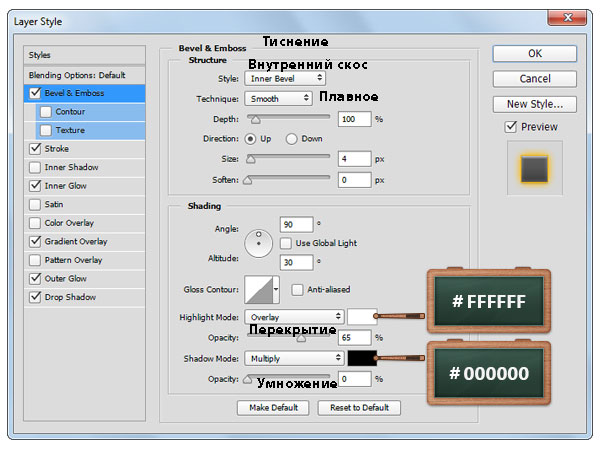 Layer Style
Styles
Blending Options: Default
Bevel & Emboss
Contour
Texture
Stroke
Inner Shadow
Inner Glow
Satin
Color Overlay
Gradient Overlay
Pattern Overlay
Outer Glow
Drop Shadow
Bevel & Emboss
Тиснение
Structure
Внутренний скос
Style: Inner Bevel
Technique: Smooth Плавное
Depth: 100 %
Direction: Up Down
Size: 4 px
Soften: 0 px
Shading
Angle: 90 °
Use Global Light
Altitude: 30 °
Gloss Contour: Anti-aliased
Highlight Mode: Overlay
Перекрытие
Opacity: 65 %
Shadow Mode: Multiply
Умножение
Opacity: 0 %
Make Default Reset to Default
OK
Cancel
New Style...
Preview
# FFFFFF
# 000000